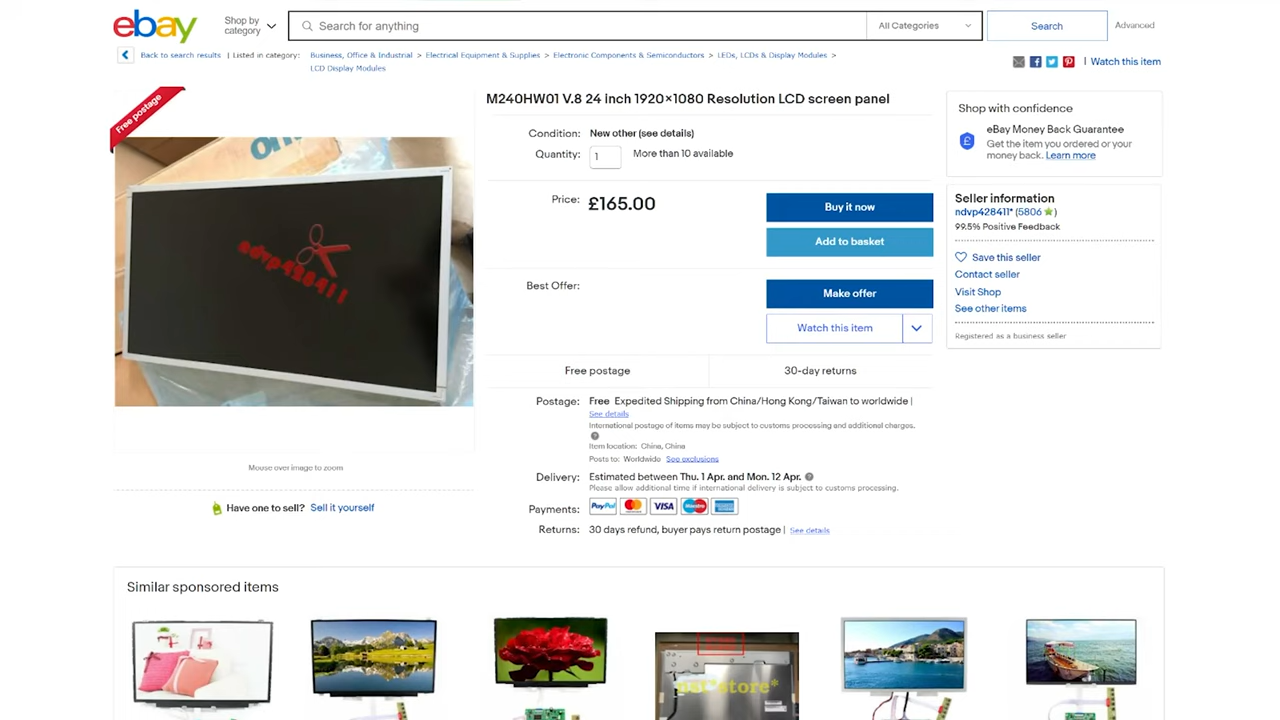 ebay
Shop by
category
Search for anything
All Categories
Search
Advanced
Back to search results | Listed in category:
Business, Office & Industrial > Electrical Equipment & Supplies > Electronic Components & Semiconductors > LEDs, LCDs & Display Modules >
LCD Display Modules
| Watch this item
Free postage
M240HW01 V.8 24 inch 1920×1080 Resolution LCD screen panel
Condition: New other (see details)
Quantity: 1 More than 10 available
Price: £165.00
Buy it now
Add to basket
Best Offer:
Make offer
Watch this item
Free postage
30-day returns
Postage: Free Expedited Shipping from China/Hong Kong/Taiwan to worldwide |
See details
International postage of items may be subject to customs processing and additional charges.
Item location: China, China
Posts to: Worldwide See exclusions
Delivery: Estimated between Thu. 1 Apr. and Mon. 12 Apr.
Please allow additional time if international delivery is subject to customs processing.
Payments: PayPal VISA
Returns: 30 days refund, buyer pays return postage | See details
ndvp428411
Mouse over image to zoom
Have one to sell? Sell it yourself
Shop with confidence
eBay Money Back Guarantee
Get the item you ordered or your
money back. Learn more
Seller information
ndvp428411* (5806)
99.5% Positive Feedback
Save this seller
Contact seller
Visit Shop
See other items
Registered as a business seller
Similar sponsored items